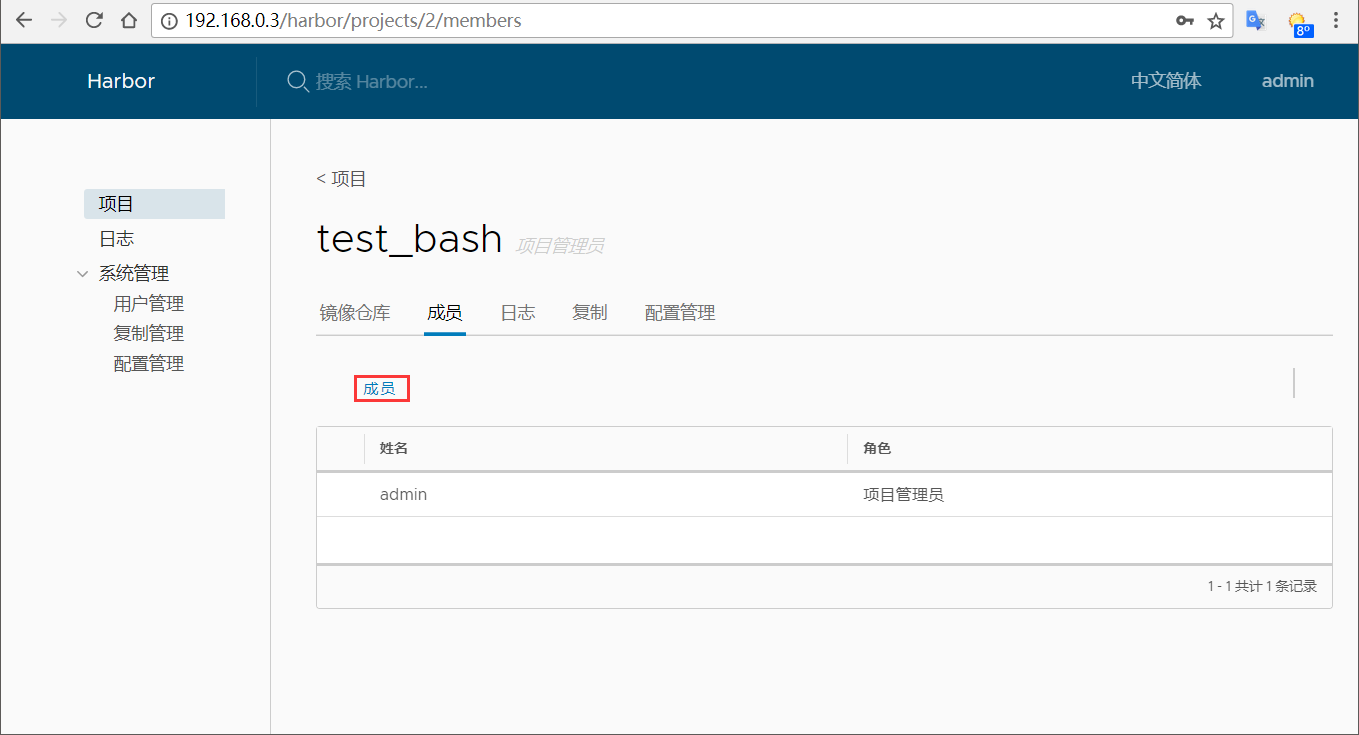 192.168.0.3/harbor/projects/2/members
8°
Harbor
搜索 Harbor...
中文简体
admin
项目
日志
系统管理
用户管理
复制管理
配置管理
< 项目
test_bash 项目管理员
镜像仓库 成员 日志 复制 配置管理
成员
姓名 角色
admin 项目管理员
1 - 1 共计 1 条记录